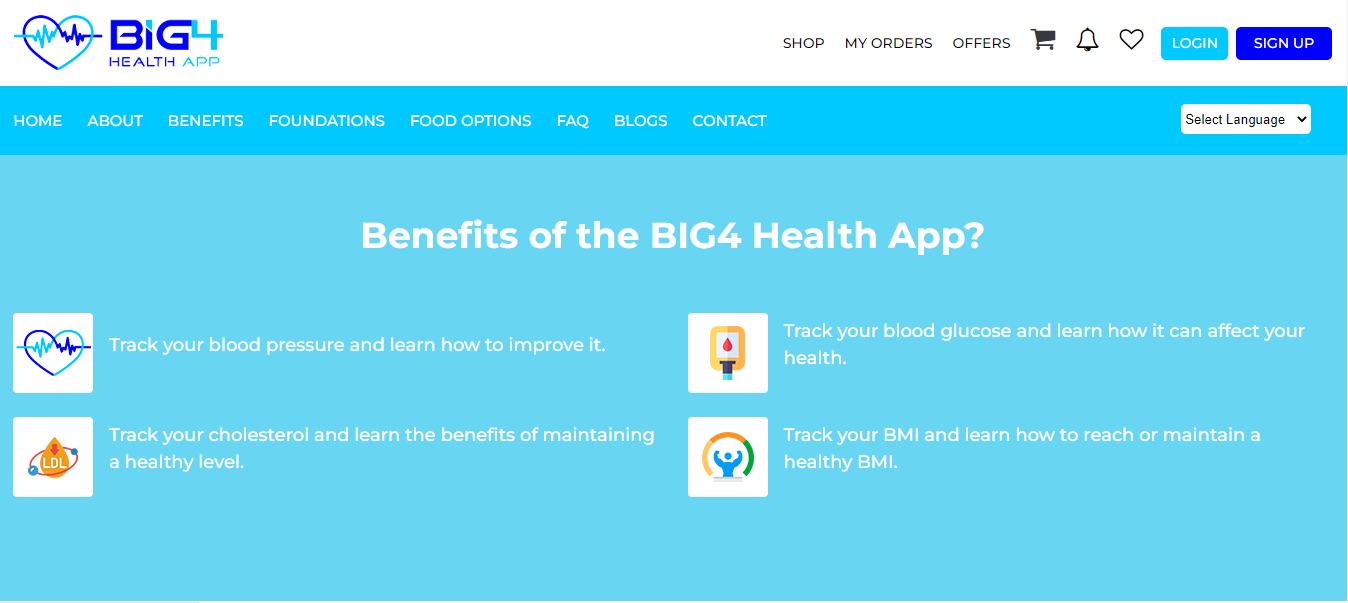 BiG4
HEALTH APP
SHOP MY ORDERS OFFERS LOGIN SIGN UP
HOME ABOUT BENEFITS FOUNDATIONS FOOD OPTIONS FAQ BLOGS CONTACT
Select Language
Benefits of the BIG4 Health App?
Track your blood pressure and learn how to improve it.
Track your blood glucose and learn how it can affect your
health.
LDL
Track your cholesterol and learn the benefits of maintaining
a healthy level.
Track your BMI and learn how to reach or maintain a
healthy BMI.